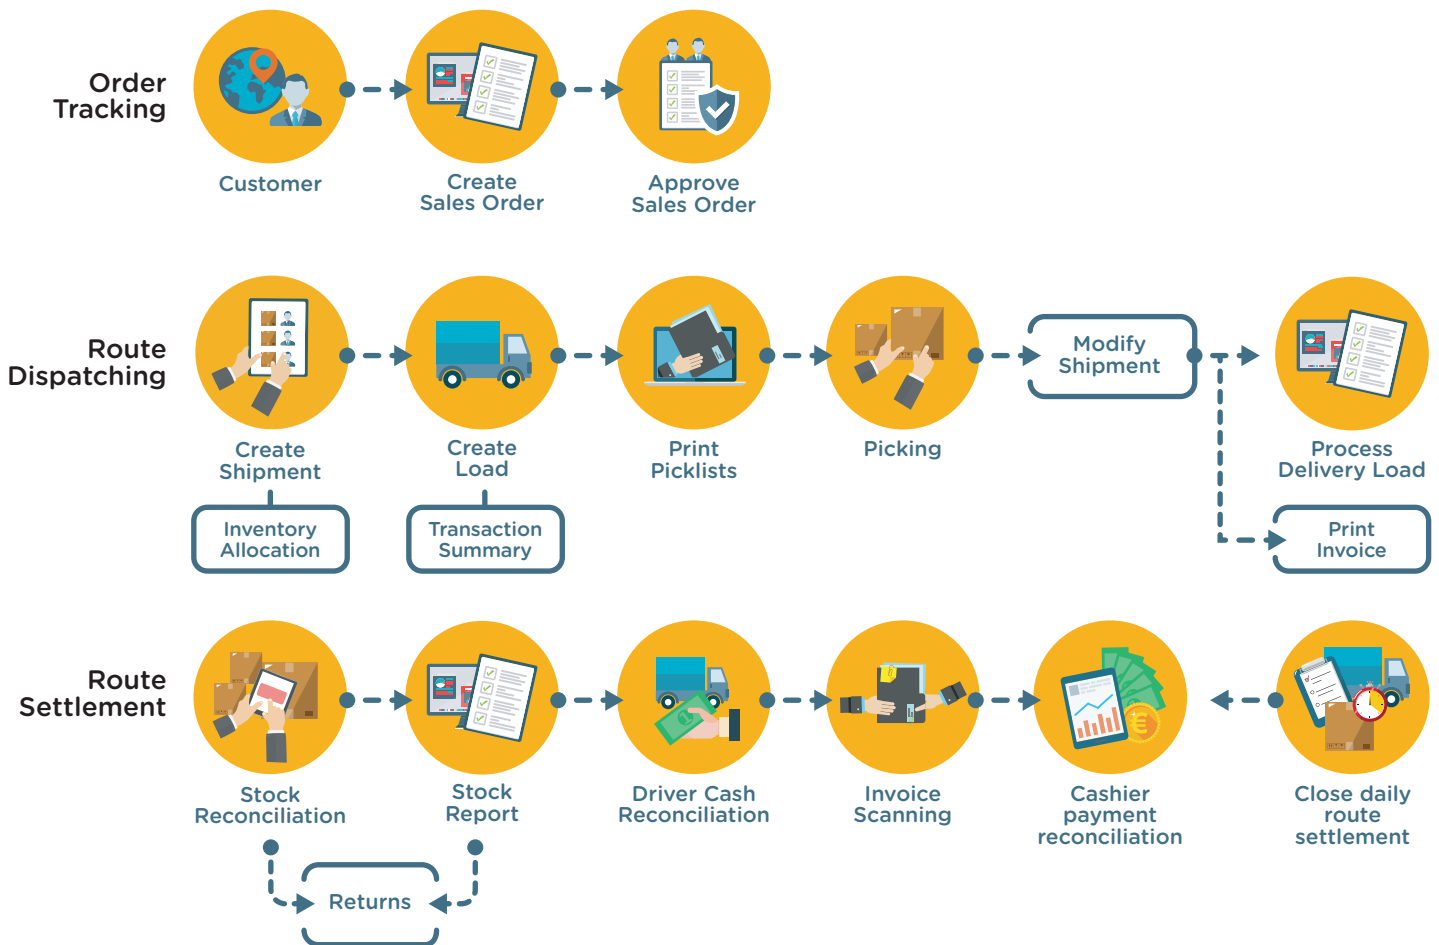 Order
Tracking
Customer
Create
Sales Order
Approve
Sales Order
Route
Dispatching
Create
Shipment
Create
Load
Print
Picklists
Picking
Modify
Shipment
Process
Delivery Load
Inventory
Allocation
Transaction
Summary
Print
Invoice
Route
Settlement
Stock
Reconciliation
Stock
Report
Driver Cash
Reconciliation
Invoice
Scanning
Cashier
payment
reconciliation
Close daily
route
settlement
Returns